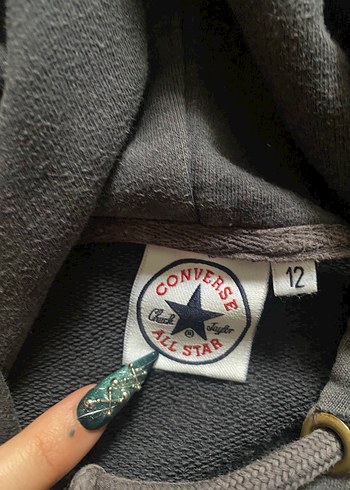 CONVERSE
Chuck Taylor
®
ALL STAR
12